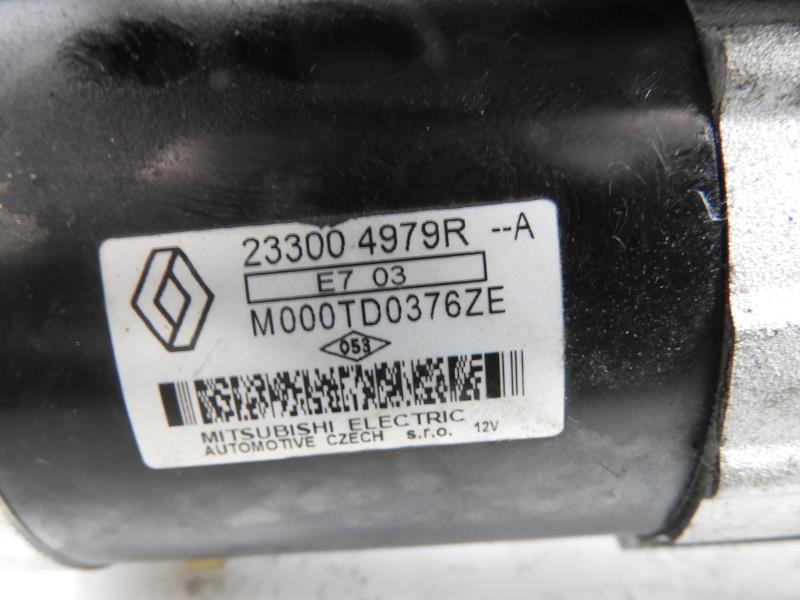 23300 4979R --A
E7 03
M000TD0376ZE
053
MITSUBISHI ELECTRIC
AUTOMOTIVE CZECH s.r.o. 12V